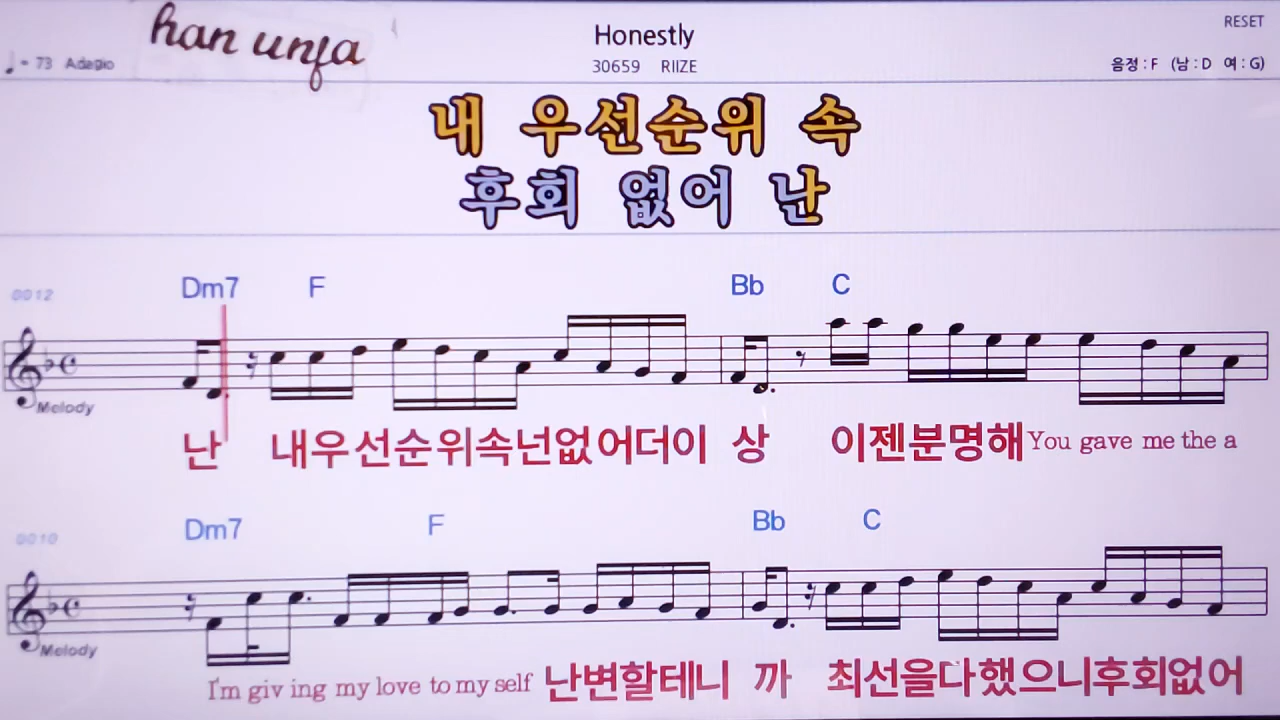 han unfa
Honestly
RESET
♩= 73 Adagio
30659 RIIZE
음정 : F (남 : D 여 : G)
내 우선순위 속
후회 없어 난
0012
Dm7 F Bb C
Melody
난 내우선순위속넌없어더이 상 이젠분명해You gave me the a
0010
Dm7 F Bb C
Melody
I'm giv ing my love to my self 난변할테니 까 최선을다했으니후회없어